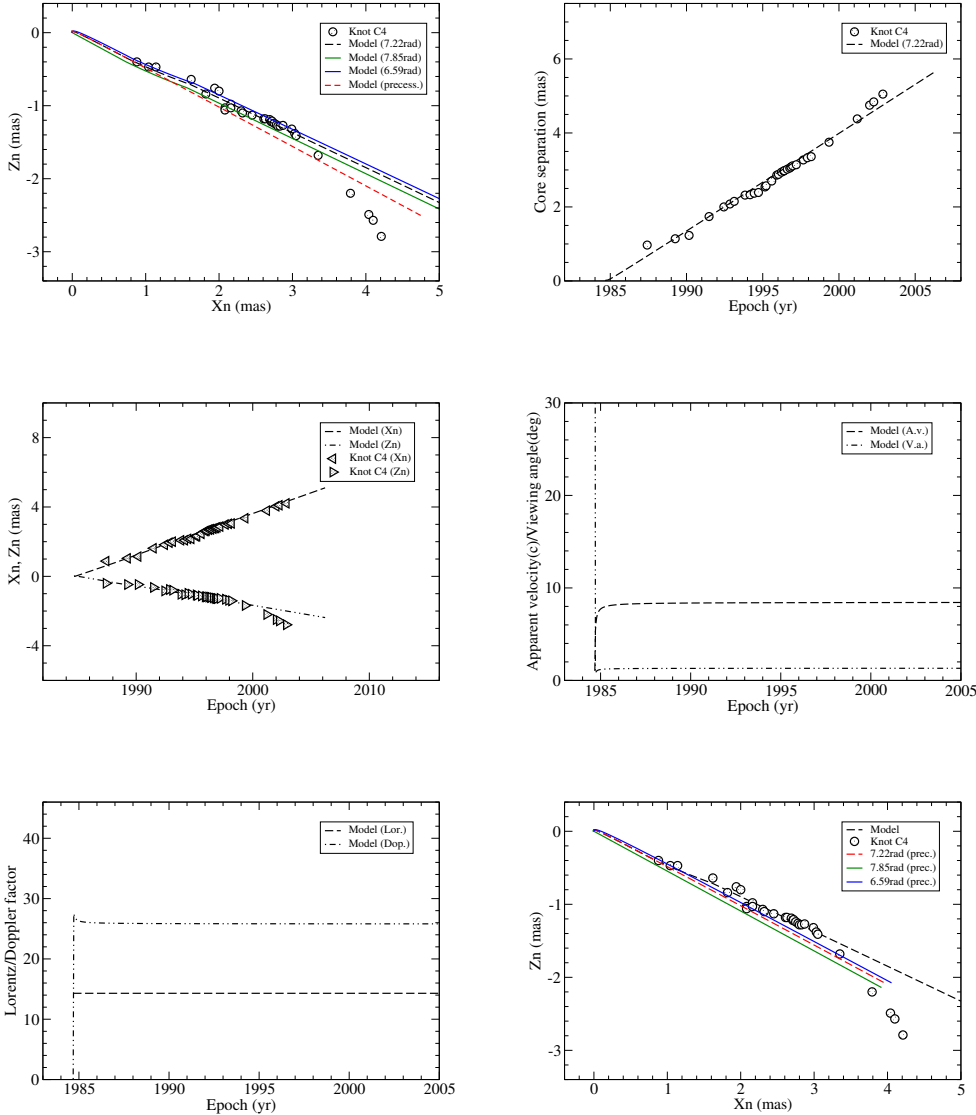 0
-1
-2
-3
Zn (mas)
0 1 2 3 4 5
Xn (mas)
Knot C4
Model (7.22rad)
Model (7.85rad)
Model (6.59rad)
Model (precess.)
6
4
2
0
Core separation (mas)
1985 1990 1995 2000 2005
Epoch (yr)
Knot C4
Model (7.22rad)
8
4
0
-4
Xn, Zn (mas)
1990 2000 2010
Epoch (yr)
Model (Xn)
Model (Zn)
Knot C4 (Xn)
Knot C4 (Zn)
30
20
10
0
Apparent velocity(c)/Viewing angle(deg)
1985 1990 1995 2000 2005
Epoch (yr)
Model (A.v.)
Model (V.a.)
40
30
20
10
0
Lorentz/Doppler factor
1985 1990 1995 2000 2005
Epoch (yr)
Model (Lor.)
Model (Dop.)
0
-1
-2
-3
Zn (mas)
0 1 2 3 4 5
Xn (mas)
Model
Knot C4
7.22rad (prec.)
7.85rad (prec.)
6.59rad (prec.)